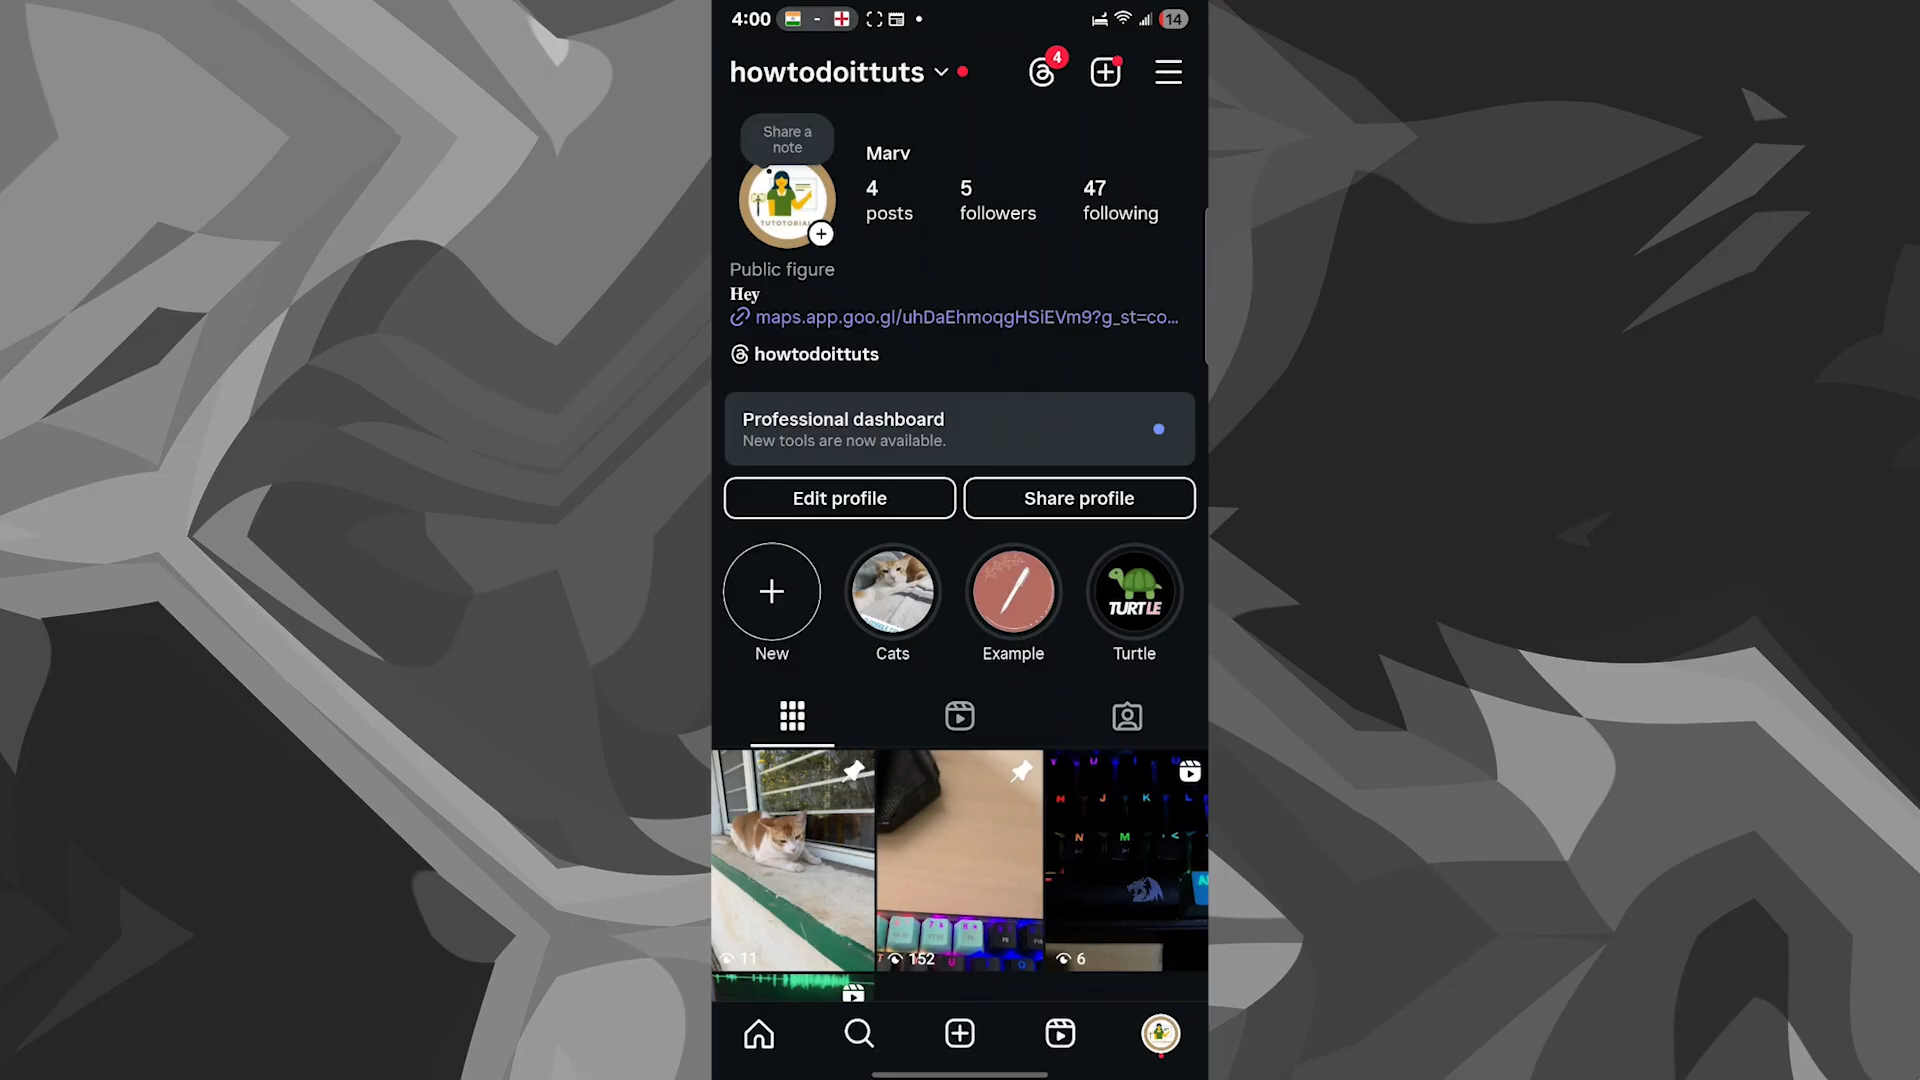 4:00 - 14
howtodoittuts 4
Share a
note
Marv
4 5 47
posts followers following
TUTOTORIAL
Public figure
Hey
maps.app.goo.gl/uhDaEhmoqgHSiEVm9?g_st=co...
howtodoittuts
Professional dashboard
New tools are now available.
Edit profile Share profile
TURTLE
New Cats Example Turtle
H J K L
N M <
11 152 6